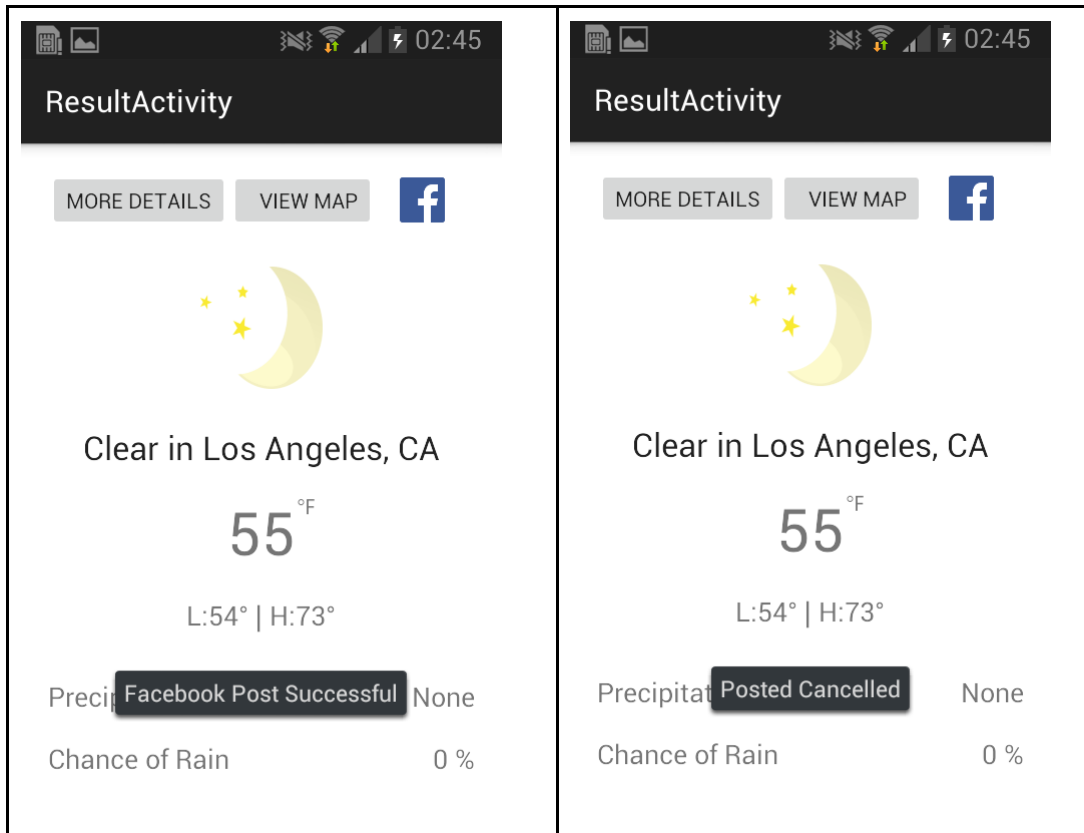 02:45
ResultActivity
MORE DETAILS VIEW MAP f
Clear in Los Angeles, CA
55 °F
L:54° | H:73°
Precip Facebook Post Successful None
Chance of Rain 0 %
02:45
ResultActivity
MORE DETAILS VIEW MAP f
Clear in Los Angeles, CA
55 °F
L:54° | H:73°
Precipitat Posted Cancelled None
Chance of Rain 0 %